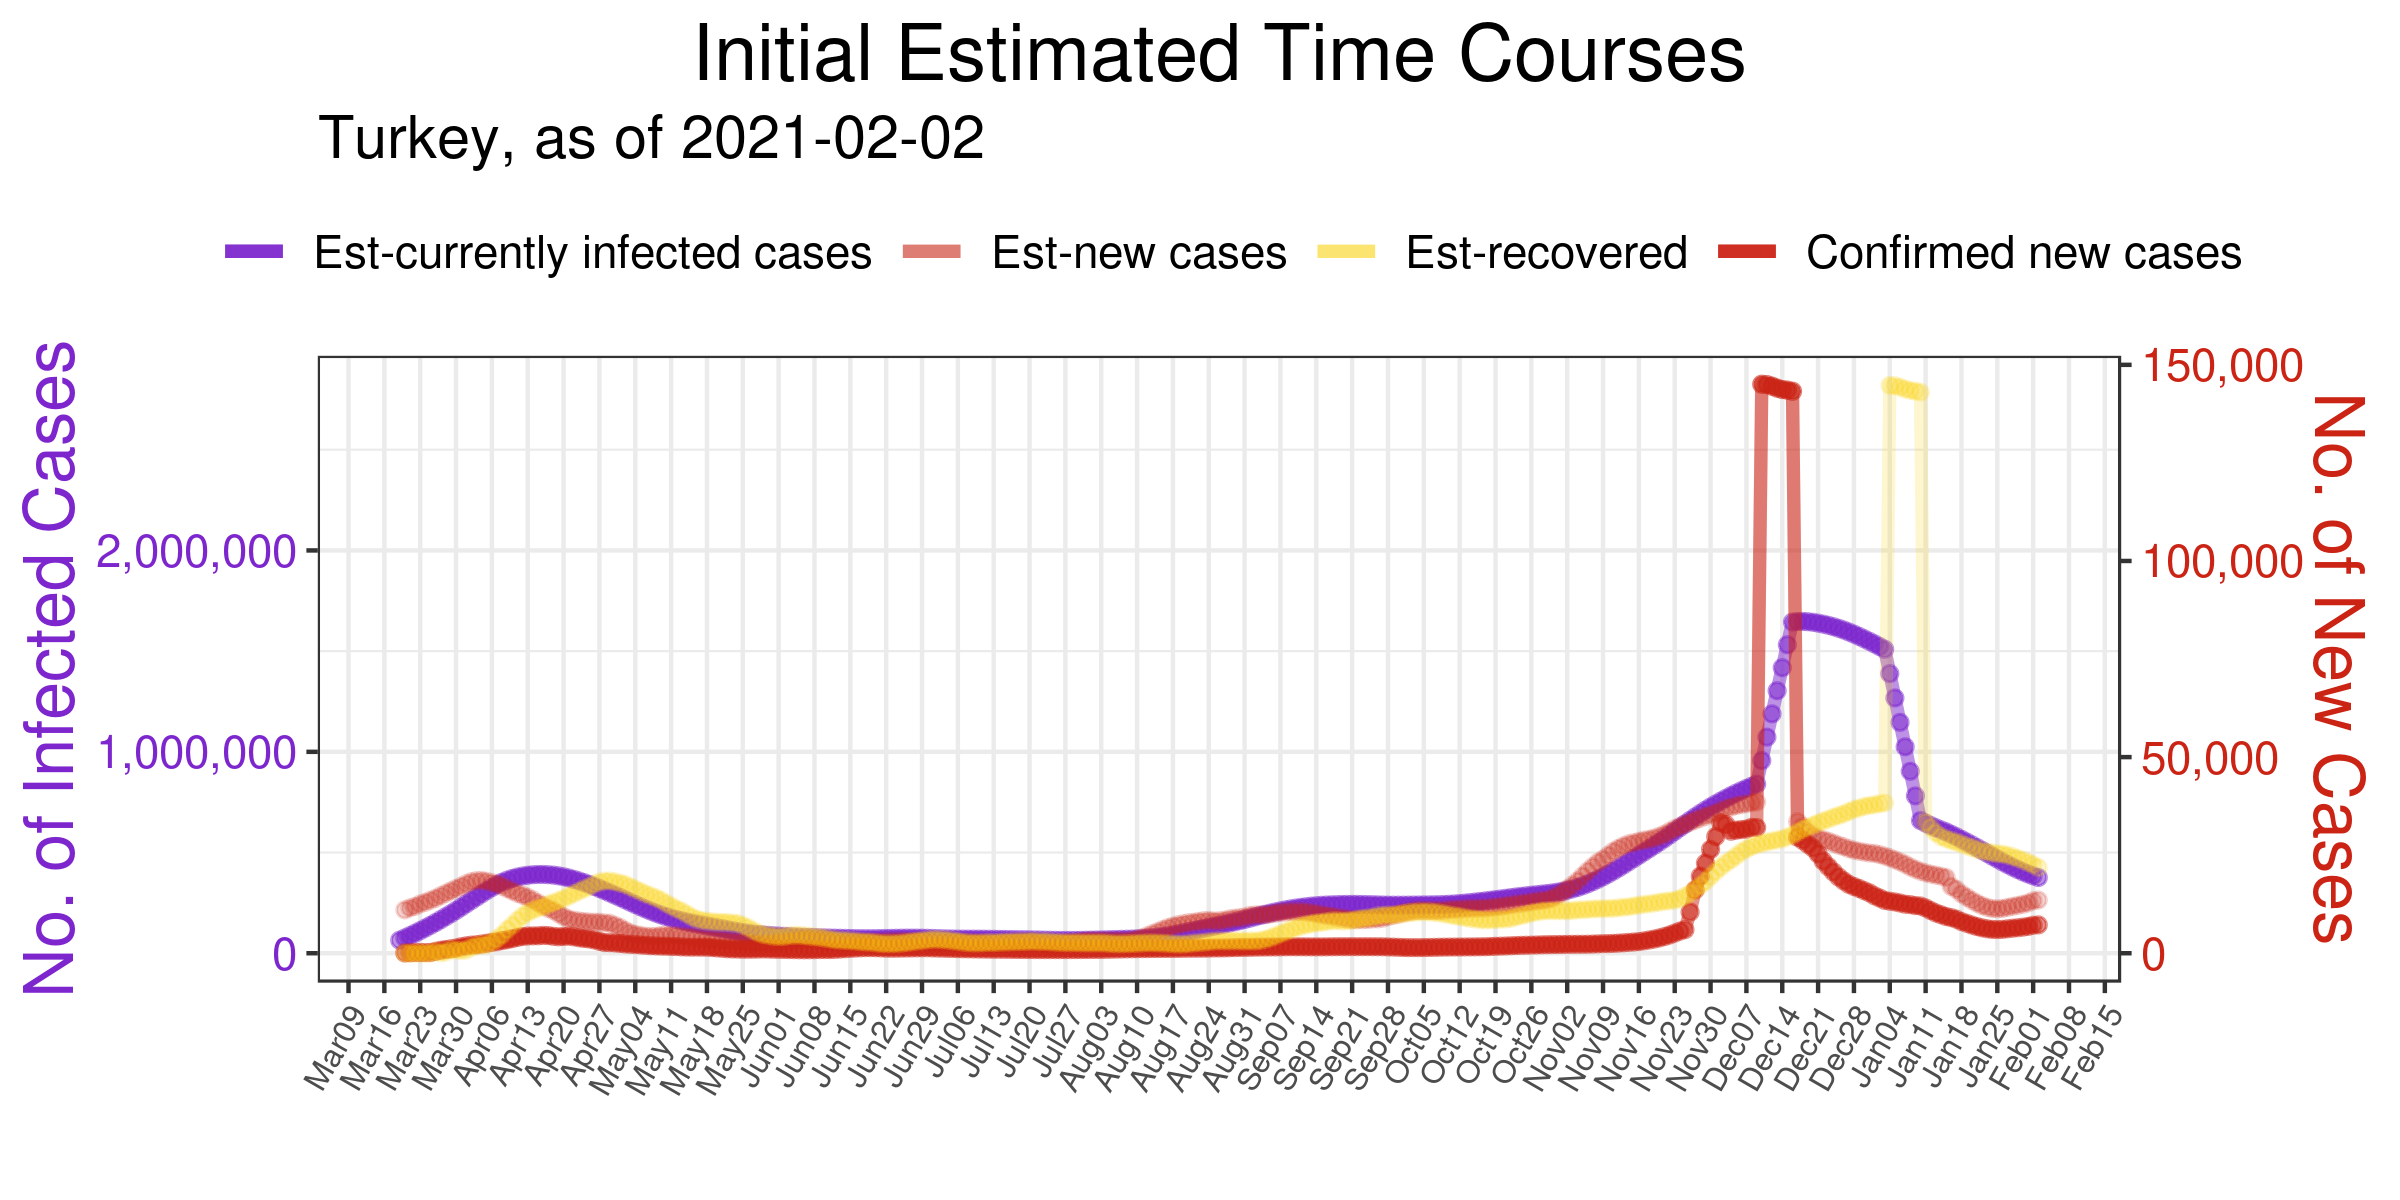 Initial Estimated Time Courses
Turkey, as of 2021-02-02
Est-currently infected cases
Est-new cases
Est-recovered
Confirmed new cases
No. of Infected Cases
2,000,000
1,000,000
0
150,000
100,000
50,000
0
No. of New Cases
Mar09
Mar16
Mar23
Mar30
Apr06
Apr13
Apr20
Apr27
May04
May11
May18
May25
Jun01
Jun08
Jun15
Jun22
Jun29
Jul06
Jul13
Jul20
Jul27
Aug03
Aug10
Aug17
Aug24
Aug31
Sep07
Sep14
Sep21
Sep28
Oct05
Oct12
Oct19
Oct26
Nov02
Nov09
Nov16
Nov23
Nov30
Dec07
Dec14
Dec21
Dec28
Jan04
Jan11
Jan18
Jan25
Feb01
Feb08
Feb15